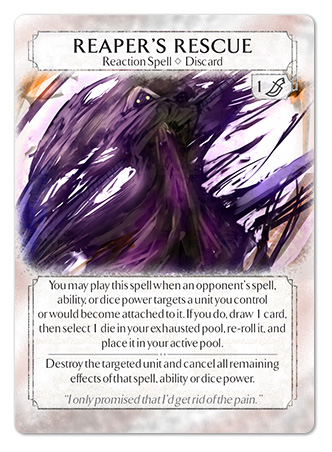 REAPER'S RESCUE
Reaction Spell ◇ Discard
1
You may play this spell when an opponent's spell,
ability, or dice power targets a unit you control
or would become attached to it. If you do, draw 1 card,
then select 1 die in your exhausted pool, re-roll it, and
place it in your active pool.
Destroy the targeted unit and cancel all remaining
effects of that spell, ability or dice power.
"I only promised that I'd get rid of the pain."